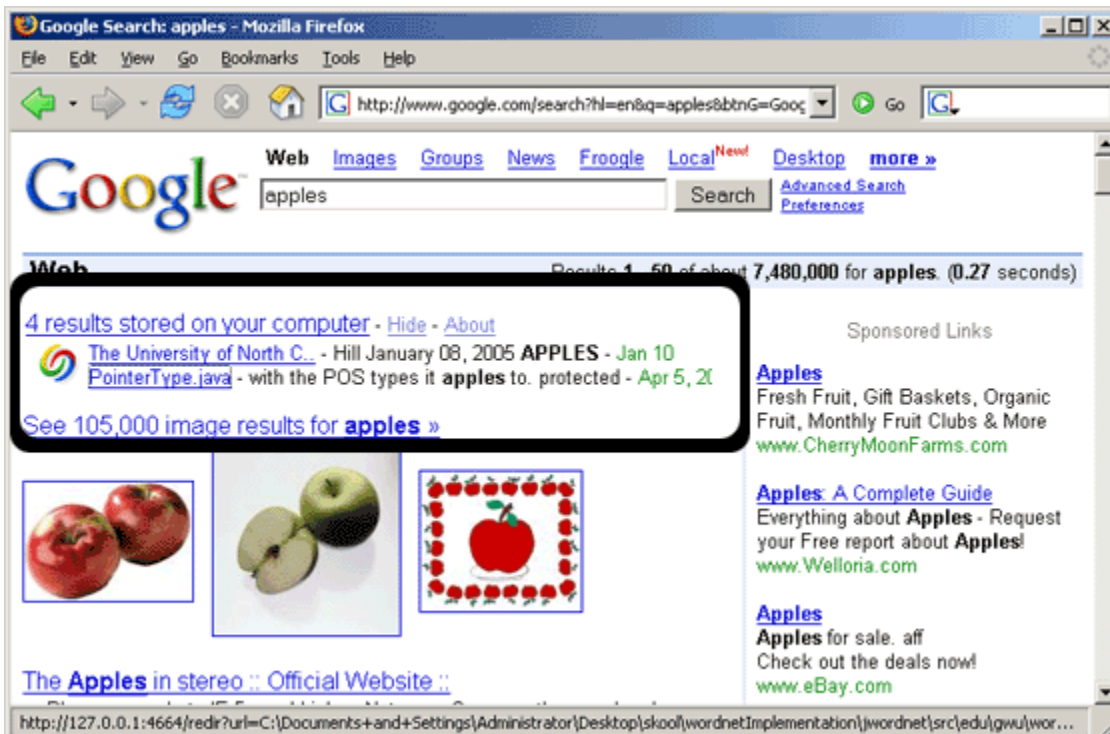 Google Search: apples - Mozilla Firefox
File Edit View Go Bookmarks Tools Help
G http://www.google.com/search?hl=en&q=apples&btnG=Goog Go G
Web Images Groups News Froogle Local New! Desktop more »
Google™
apples Search Advanced Search
Preferences
Web Results 1 - 50 of about 7,480,000 for apples. (0.27 seconds)
4 results stored on your computer - Hide - About
The University of North C.. - Hill January 08, 2005 APPLES - Jan 10
PointerType.java - with the POS types it apples to. protected - Apr 5, 20
See 105,000 image results for apples »
The Apples in stereo :: Official Website ::
Sponsored Links
Apples
Fresh Fruit, Gift Baskets, Organic
Fruit, Monthly Fruit Clubs & More
www.CherryMoonFarms.com
Apples: A Complete Guide
Everything about Apples - Request
your Free report about Apples!
www.Welloria.com
Apples
Apples for sale. aff
Check out the deals now!
www.eBay.com
http://127.0.0.1:4664/redir?url=C:\Documents+and+Settings\Administrator\Desktop\skool\wordnetImplementation\jwordnet\src\edu\gwu\wor...